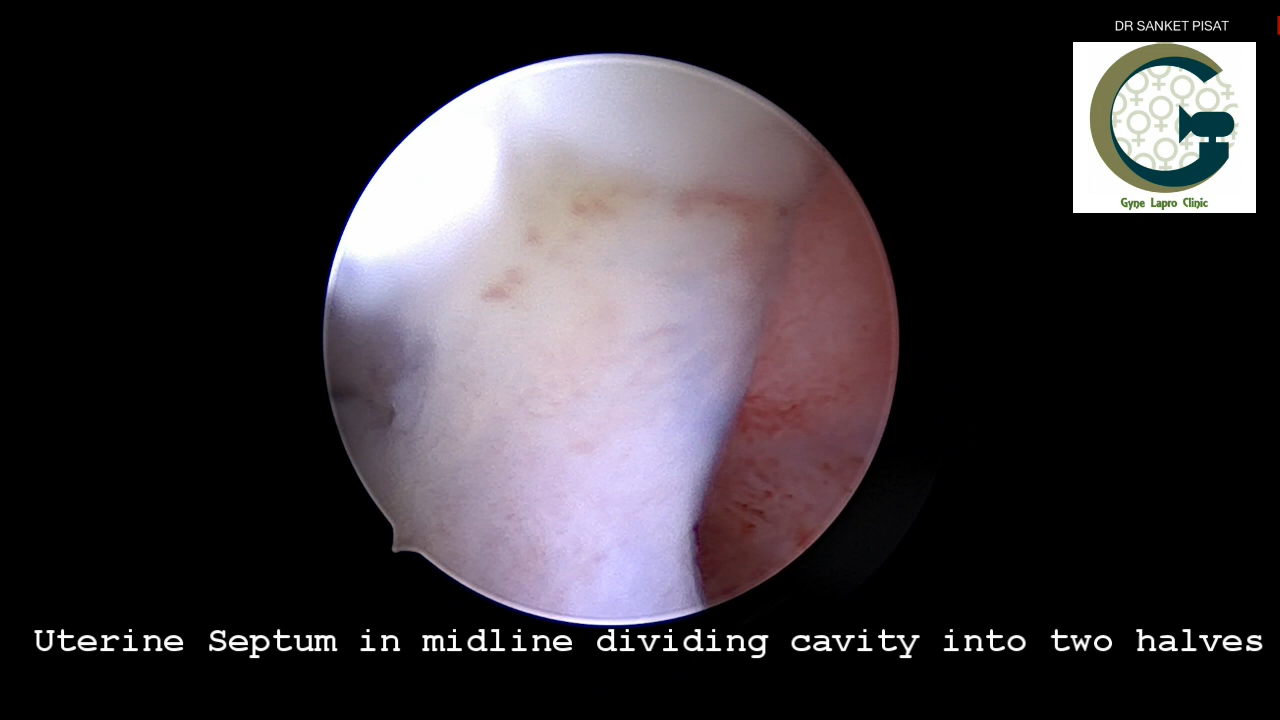 DR SANKET PISAT
Gyne Lapro Clinic
Uterine Septum in midline dividing cavity into two halves